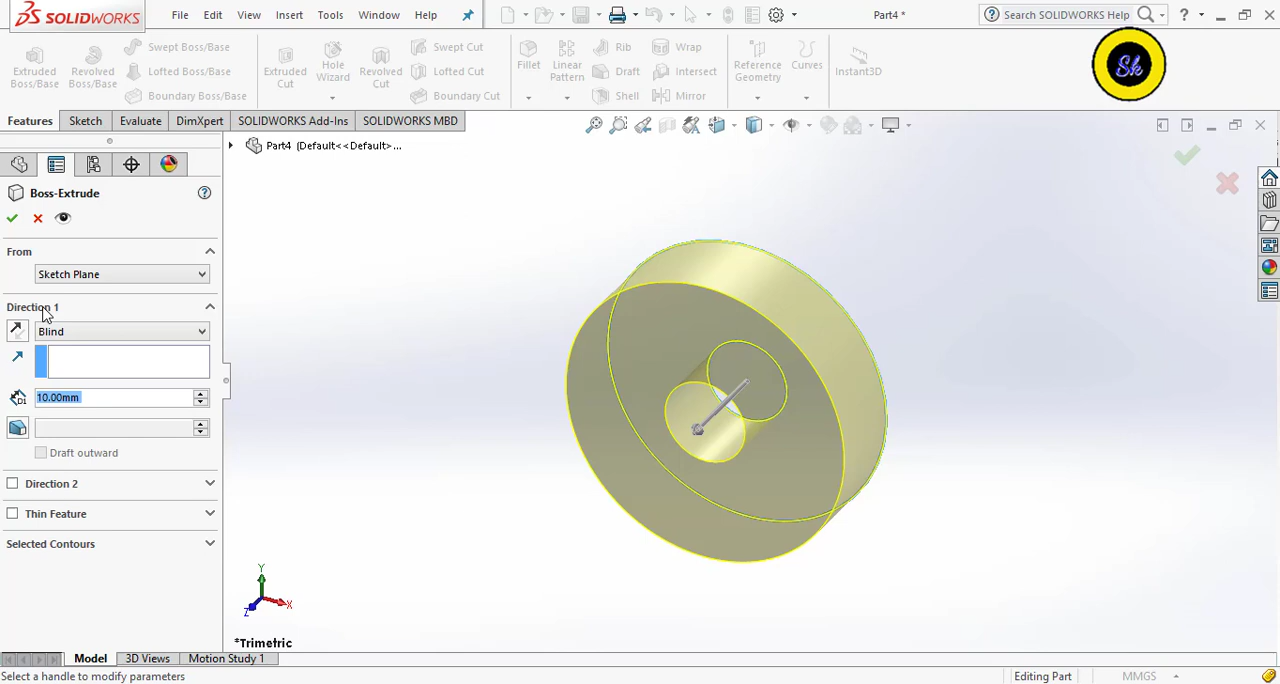 SOLIDWORKS File Edit View Insert Tools Window Help Part4 * Search SOLIDWORKS Help ?
Extruded Boss/Base
Revolved Boss/Base
Swept Boss/Base
Lofted Boss/Base
Boundary Boss/Base
Extruded Cut
Hole Wizard
Revolved Cut
Swept Cut
Lofted Cut
Boundary Cut
Fillet
Linear Pattern
Rib
Draft
Shell
Wrap
Intersect
Mirror
Reference Geometry
Curves
Instant3D
Sk
Features Sketch Evaluate DimXpert SOLIDWORKS Add-Ins SOLIDWORKS MBD
Part4 (Default<<Default>...
Boss-Extrude
From
Sketch Plane
Direction 1
Blind
D1
10.00mm
Draft outward
Direction 2
Thin Feature
Selected Contours
Y
X
Z
*Trimetric
Model 3D Views Motion Study 1
Select a handle to modify parameters Editing Part MMGS